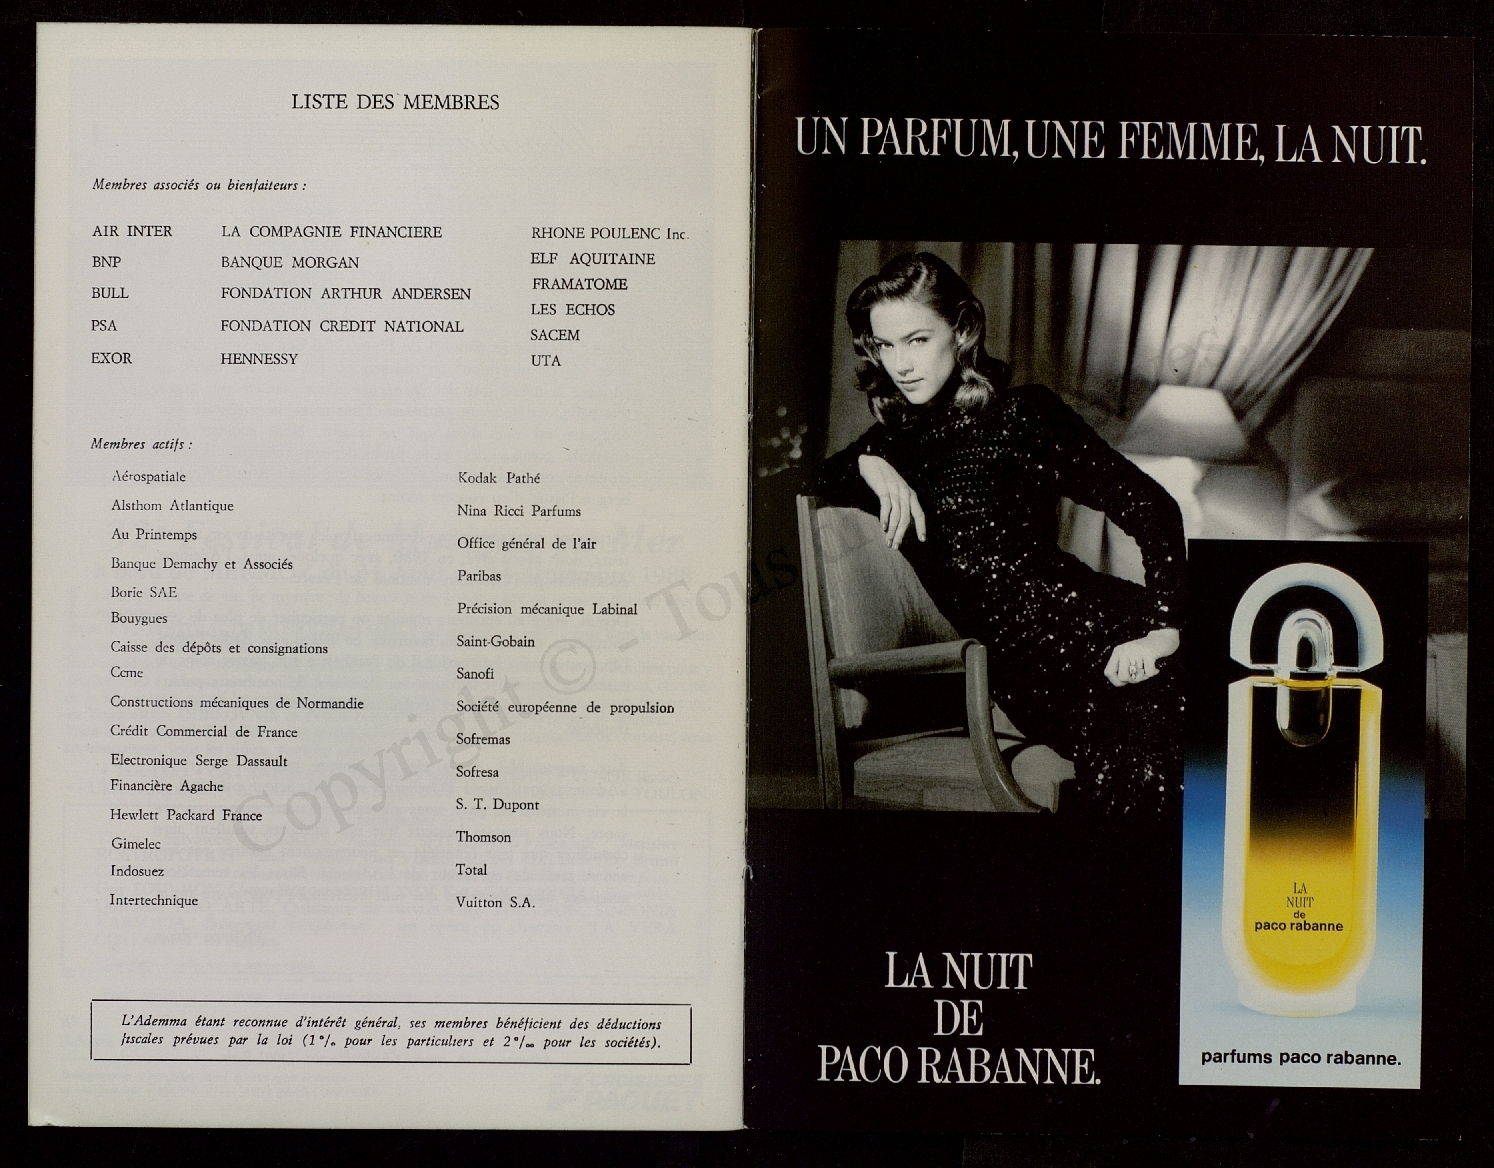 LISTE DES MEMBRES
Membres associés ou bienfaiteurs :
AIR INTER
BNP
BULL
PSA
EXOR
LA COMPAGNIE FINANCIERE
BANQUE MORGAN
FONDATION ARTHUR ANDERSEN
FONDATION CREDIT NATIONAL
HENNESSY
RHONE POULENC Inc.
ELF AQUITAINE
FRAMATOME
LES ECHOS
SACEM
UTA
Membres actifs :
Aérospatiale
Alsthom Atlantique
Au Printemps
Banque Demachy et Associés
Borie SAE
Bouygues
Caisse des dépôts et consignations
Ceme
Constructions mécaniques de Normandie
Crédit Commercial de France
Electronique Serge Dassault
Financière Agache
Hewlett Packard France
Gimelec
Indosuez
Intertechnique
Kodak Pathé
Nina Ricci Parfums
Office général de l'air
Paribas
Précision mécanique Labinal
Saint-Gobain
Sanofi
Société européenne de propulsion
Sofremas
Sofresa
S. T. Dupont
Thomson
Total
Vuitton S.A.
L'Ademma étant reconnue d'intérêt général, ses membres bénéficient des déductions
fiscales prévues par la loi (1 °/o pour les particuliers et 2 °/oo pour les sociétés).
Copyright © - Tous
UN PARFUM, UNE FEMME, LA NUIT.
LA
NUIT
de
paco rabanne
LA NUIT
DE
PACO RABANNE.
parfums paco rabanne.